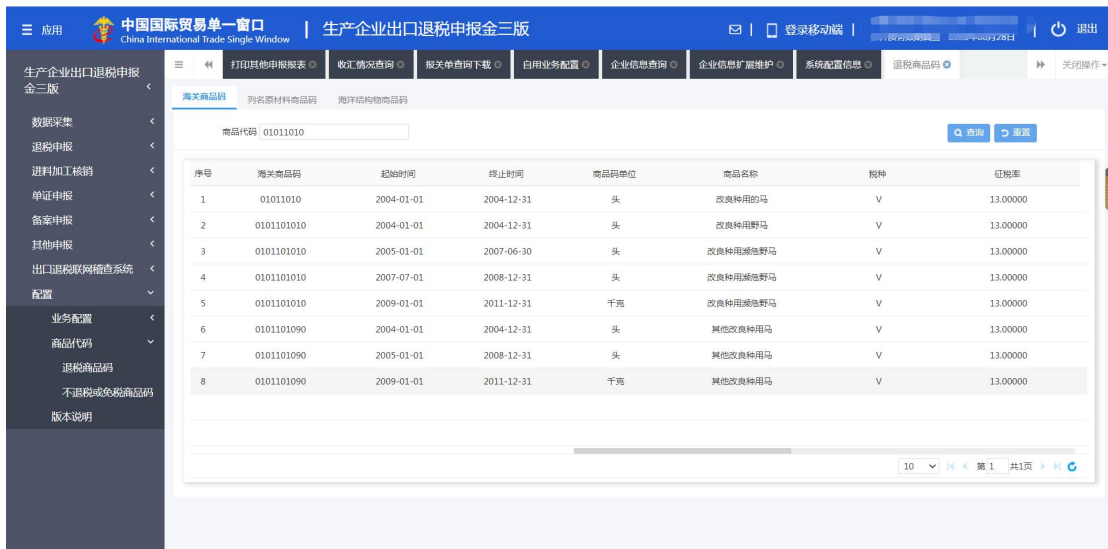 应用 中国国际贸易单一窗口 生产企业出口退税申报金三版 登录移动端 退出
China International Trade Single Window
生产企业出口退税申报金三版
打印其他申报报表 收汇情况查询 报关单查询下载 自用业务配置 企业信息查询 企业信息扩展维护 系统配置信息 退税商品码 关闭操作
海关商品码 列名原材料商品码 海洋结构物商品码
数据采集
退税申报
进料加工核销
单证申报
备案申报
其他申报
出口退税联网稽查系统
配置
业务配置
商品代码
退税商品码
不退税或免税商品码
版本说明
商品代码 01011010 查询 重置
序号 海关商品码 起始时间 终止时间 商品码单位 商品名称 税种 征税率
1 01011010 2004-01-01 2004-12-31 头 改良种用的马 V 13.00000
2 0101101010 2004-01-01 2004-12-31 头 改良种用野马 V 13.00000
3 0101101010 2005-01-01 2007-06-30 头 改良种用濒危野马 V 13.00000
4 0101101010 2007-07-01 2008-12-31 头 改良种用濒危野马 V 13.00000
5 0101101010 2009-01-01 2011-12-31 千克 改良种用濒危野马 V 13.00000
6 0101101090 2004-01-01 2004-12-31 头 其他改良种用马 V 13.00000
7 0101101090 2005-01-01 2008-12-31 头 其他改良种用马 V 13.00000
8 0101101090 2009-01-01 2011-12-31 千克 其他改良种用马 V 13.00000
10 第 1 共1页